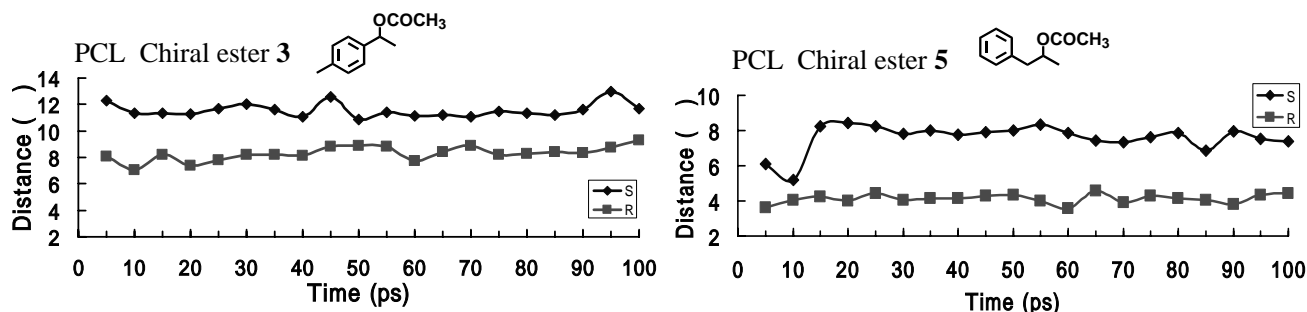 PCL Chiral ester 3
OCOCH3
Distance ( )
14
12
10
8
6
4
2
S
R
0 10 20 30 40 50 60 70 80 90 100
Time (ps)
PCL Chiral ester 5
OCOCH3
Distance ( )
10
8
6
4
2
S
R
0 10 20 30 40 50 60 70 80 90 100
Time (ps)